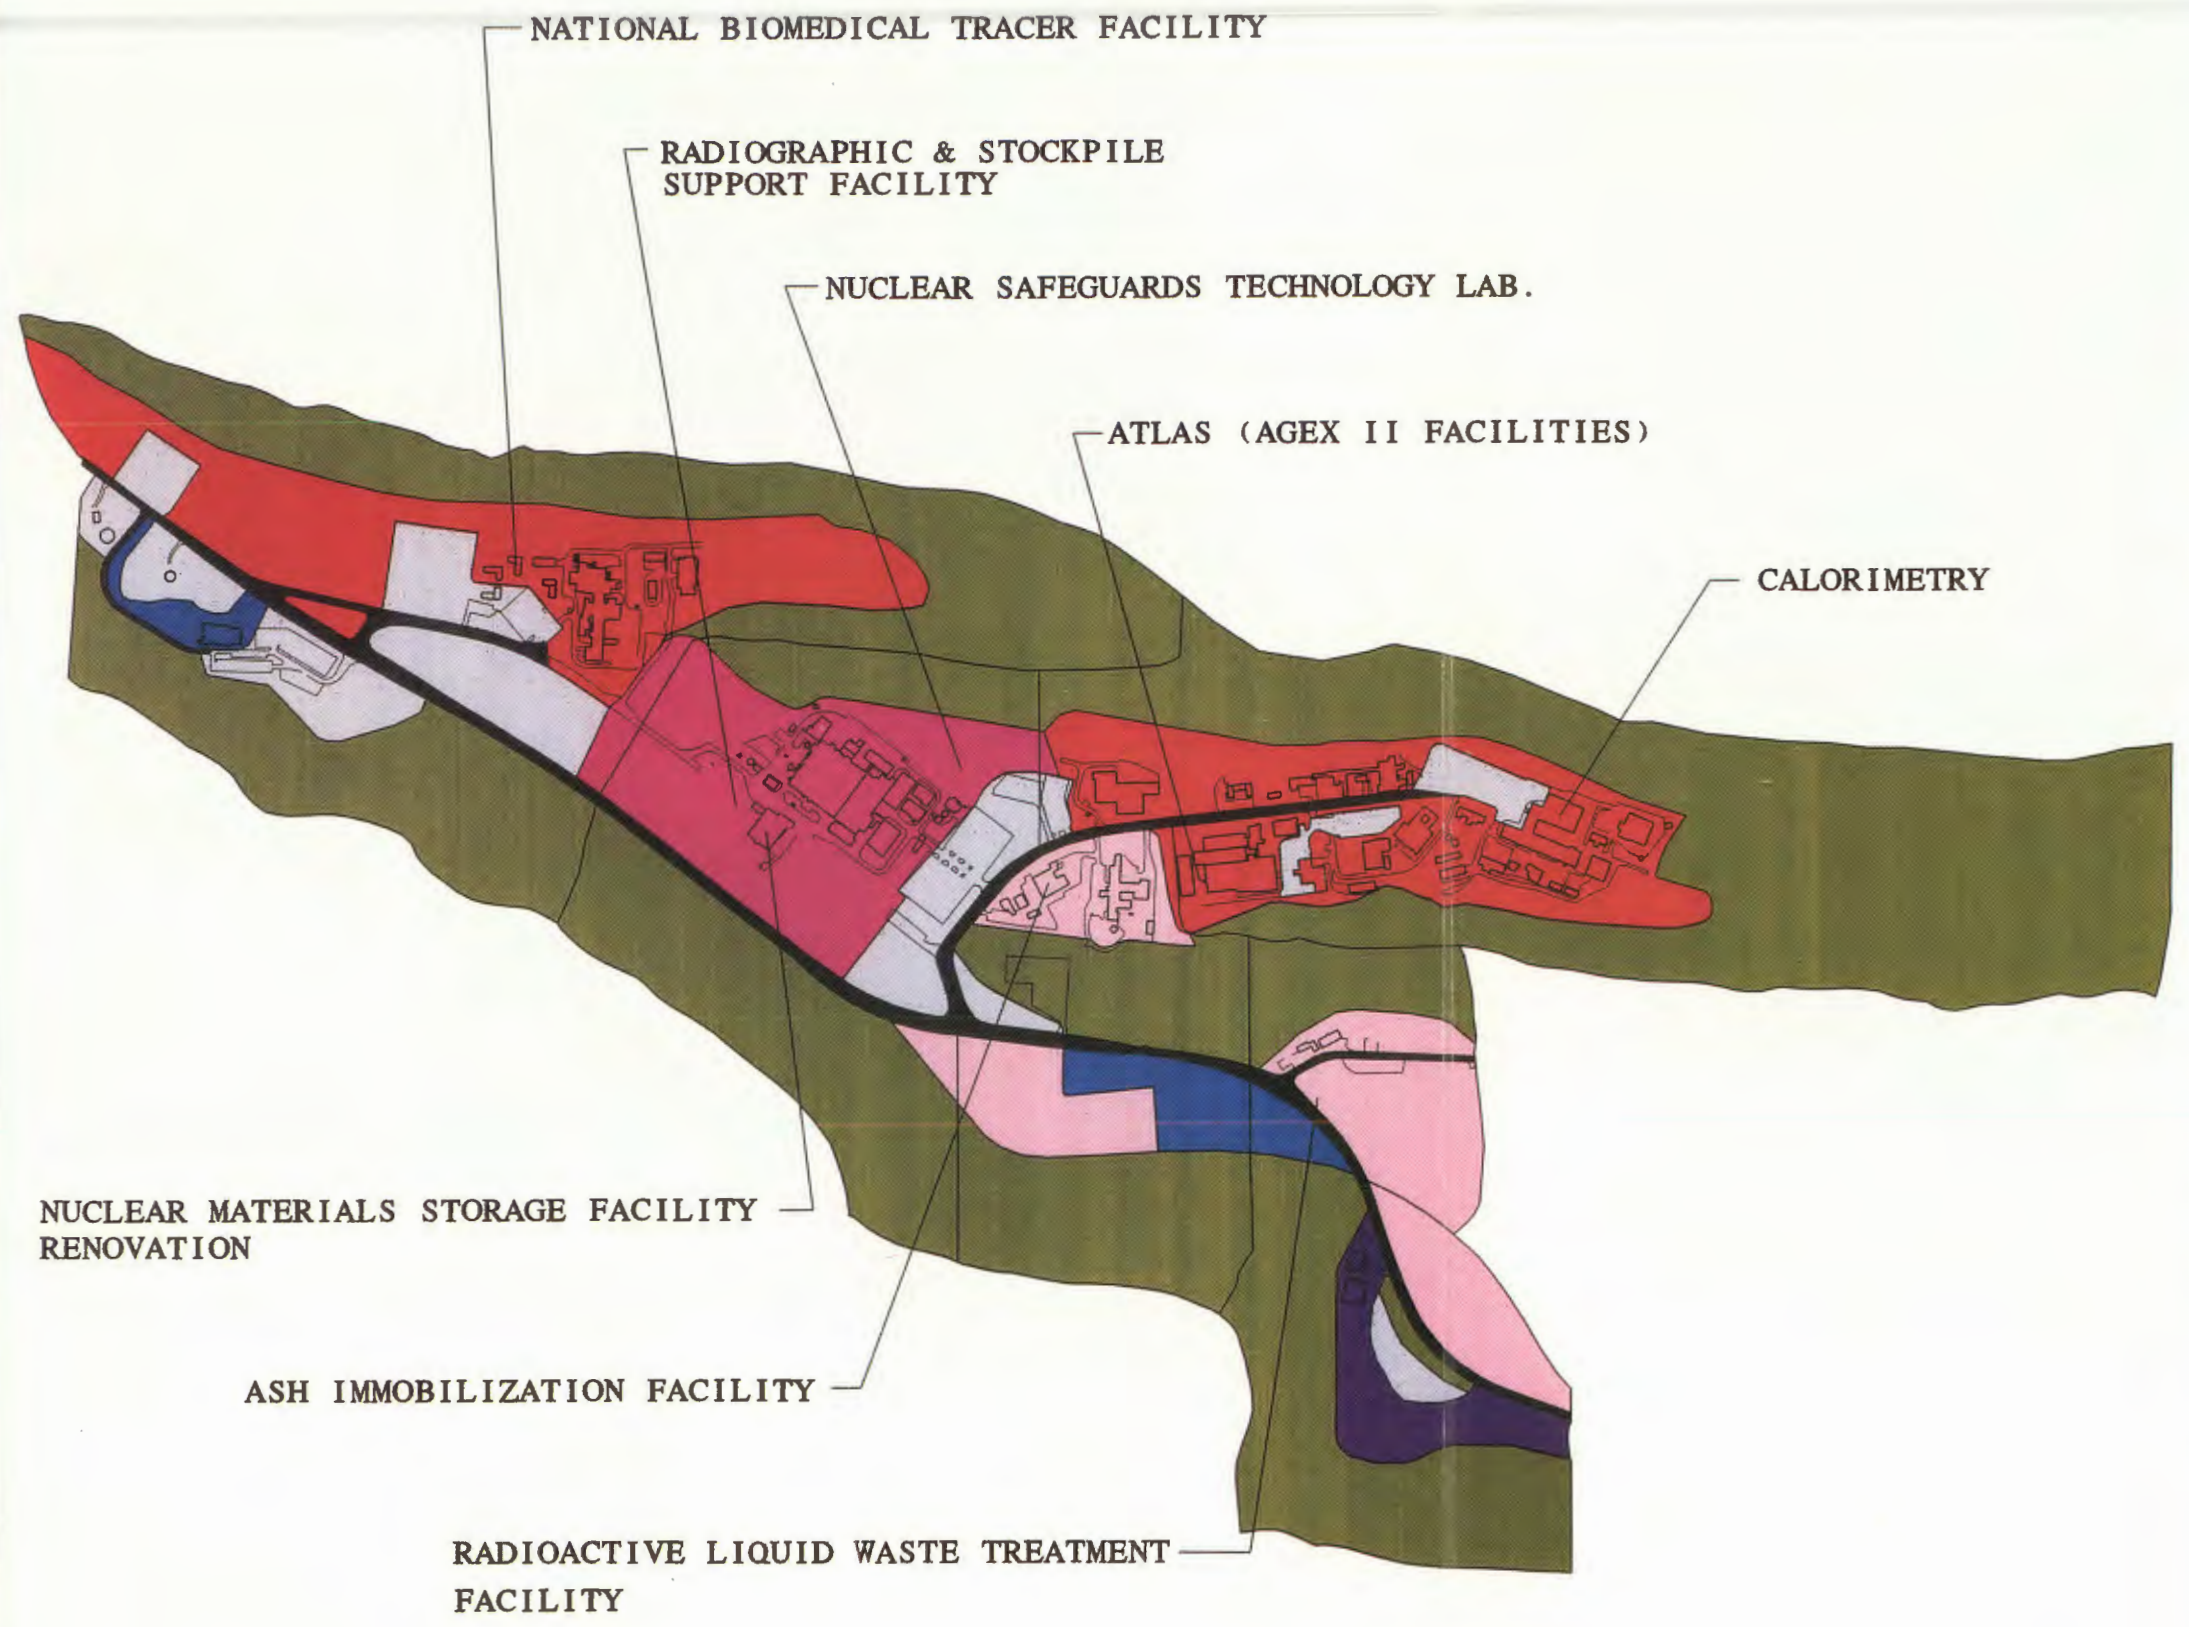 NATIONAL BIOMEDICAL TRACER FACILITY
RADIOGRAPHIC & STOCKPILE
SUPPORT FACILITY
NUCLEAR SAFEGUARDS TECHNOLOGY LAB.
ATLAS (AGEX II FACILITIES)
CALORIMETRY
NUCLEAR MATERIALS STORAGE FACILITY
RENOVATION
ASH IMMOBILIZATION FACILITY
RADIOACTIVE LIQUID WASTE TREATMENT
FACILITY